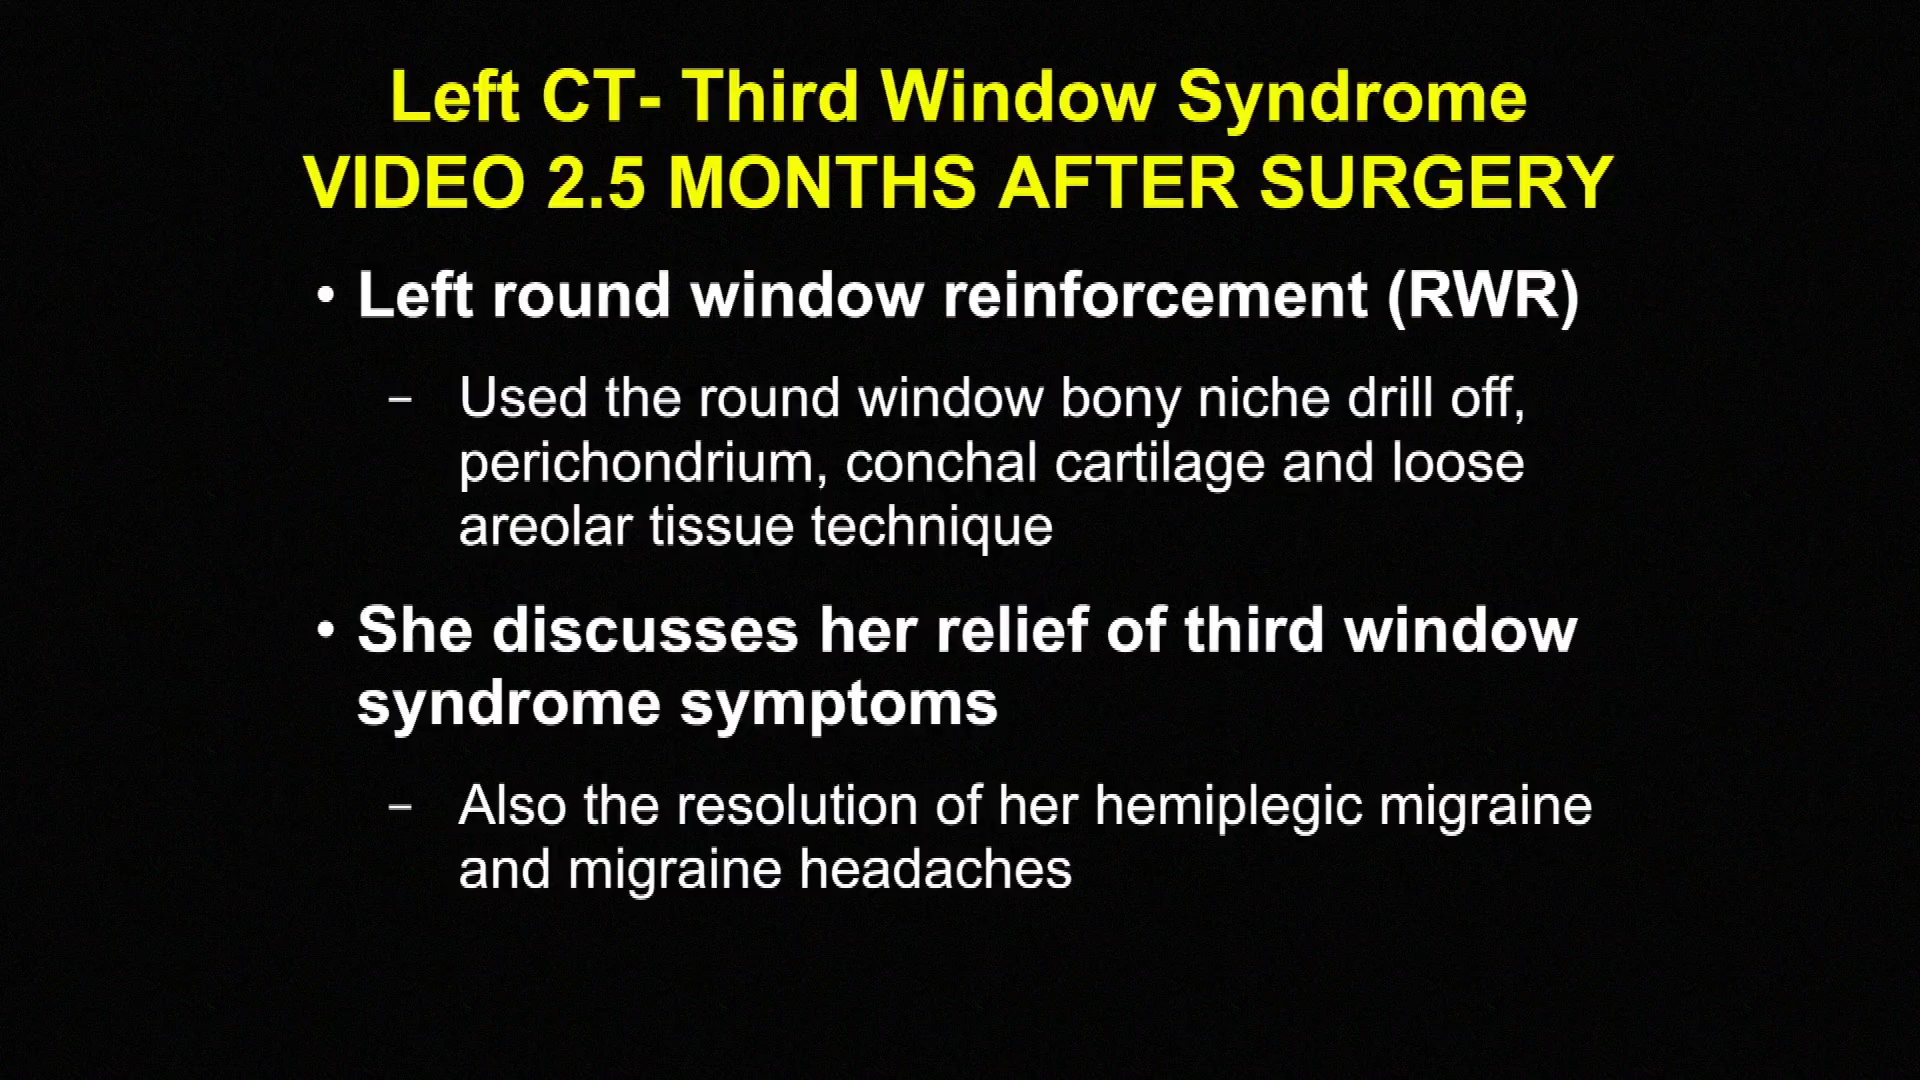 Left CT- Third Window Syndrome
VIDEO 2.5 MONTHS AFTER SURGERY
• Left round window reinforcement (RWR)
– Used the round window bony niche drill off,
perichondrium, conchal cartilage and loose
areolar tissue technique
• She discusses her relief of third window
syndrome symptoms
– Also the resolution of her hemiplegic migraine
and migraine headaches